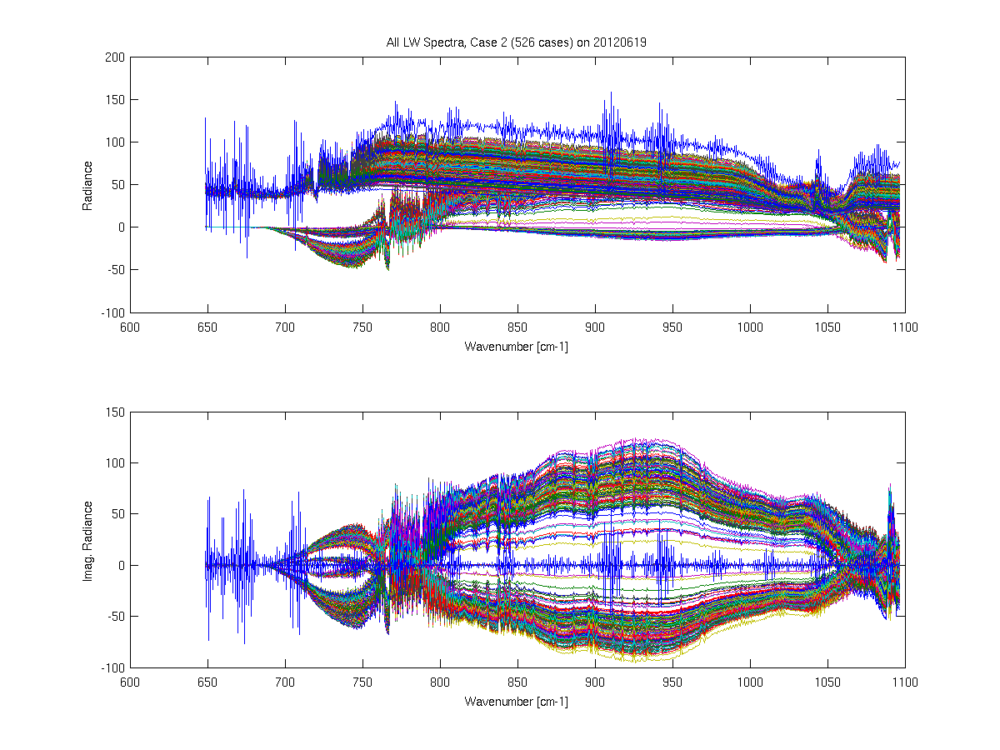 All LW Spectra, Case 2 (526 cases) on 20120619
200
150
100
50
0
-50
-100
Radiance
600 650 700 750 800 850 900 950 1000 1050 1100
Wavenumber [cm-1]
150
100
50
0
-50
-100
Imag. Radiance
600 650 700 750 800 850 900 950 1000 1050 1100
Wavenumber [cm-1]